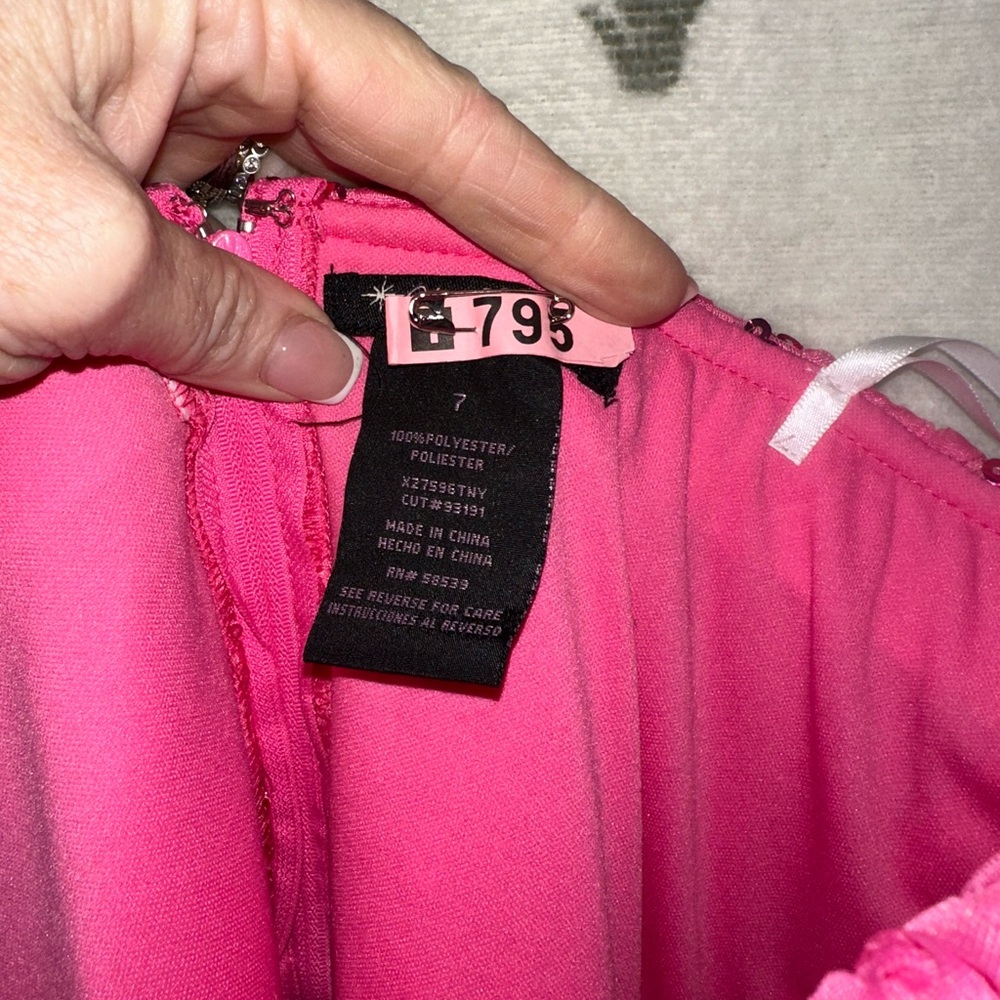 795
7
100%POLYESTER/
POLIESTER
XZ7596TNY
CUT#93191
MADE IN CHINA
HECHO EN CHINA
RN# 58539
SEE REVERSE FOR CARE
INSTRUCCIONES AL REVERSO